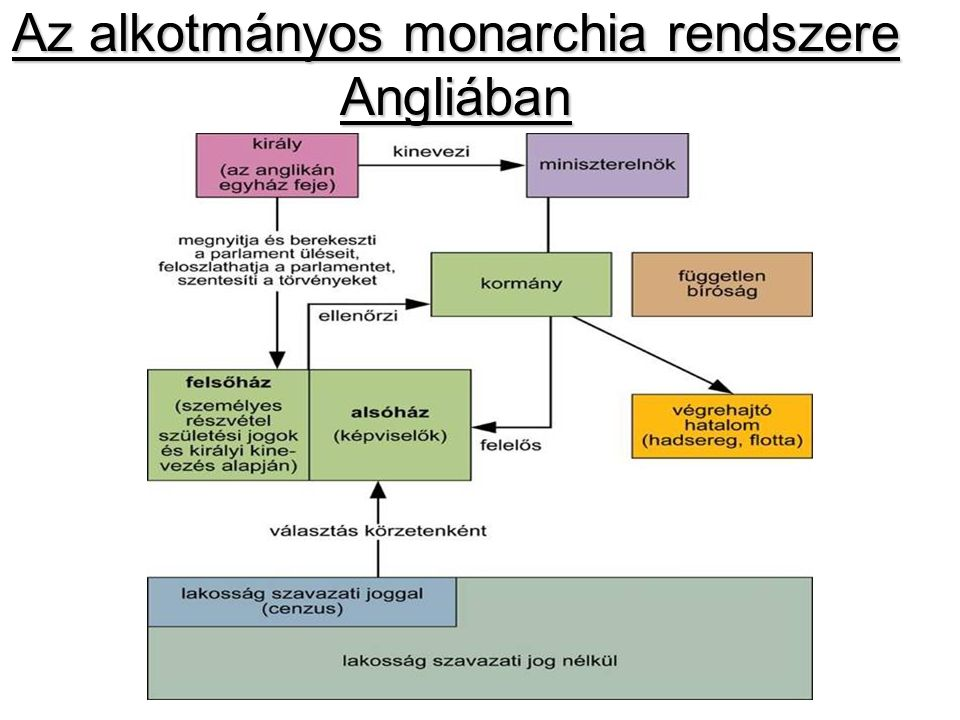 Az alkotmányos monarchia rendszere
Angliában
király
(az anglikán
egyház feje)
kinevezi
miniszterelnök
megnyitja és berekeszti
a parlament üléseit,
feloszlathatja a parlamentet,
szentesíti a törvényeket
kormány
független
bíróság
ellenőrzi
felsőház
(személyes
részvétel
születési jogok
és királyi kine-
vezés alapján)
alsóház
(képviselők)
felelős
végrehajtó
hatalom
(hadsereg, flotta)
választás körzetenként
lakosság szavazati joggal
(cenzus)
lakosság szavazati jog nélkül